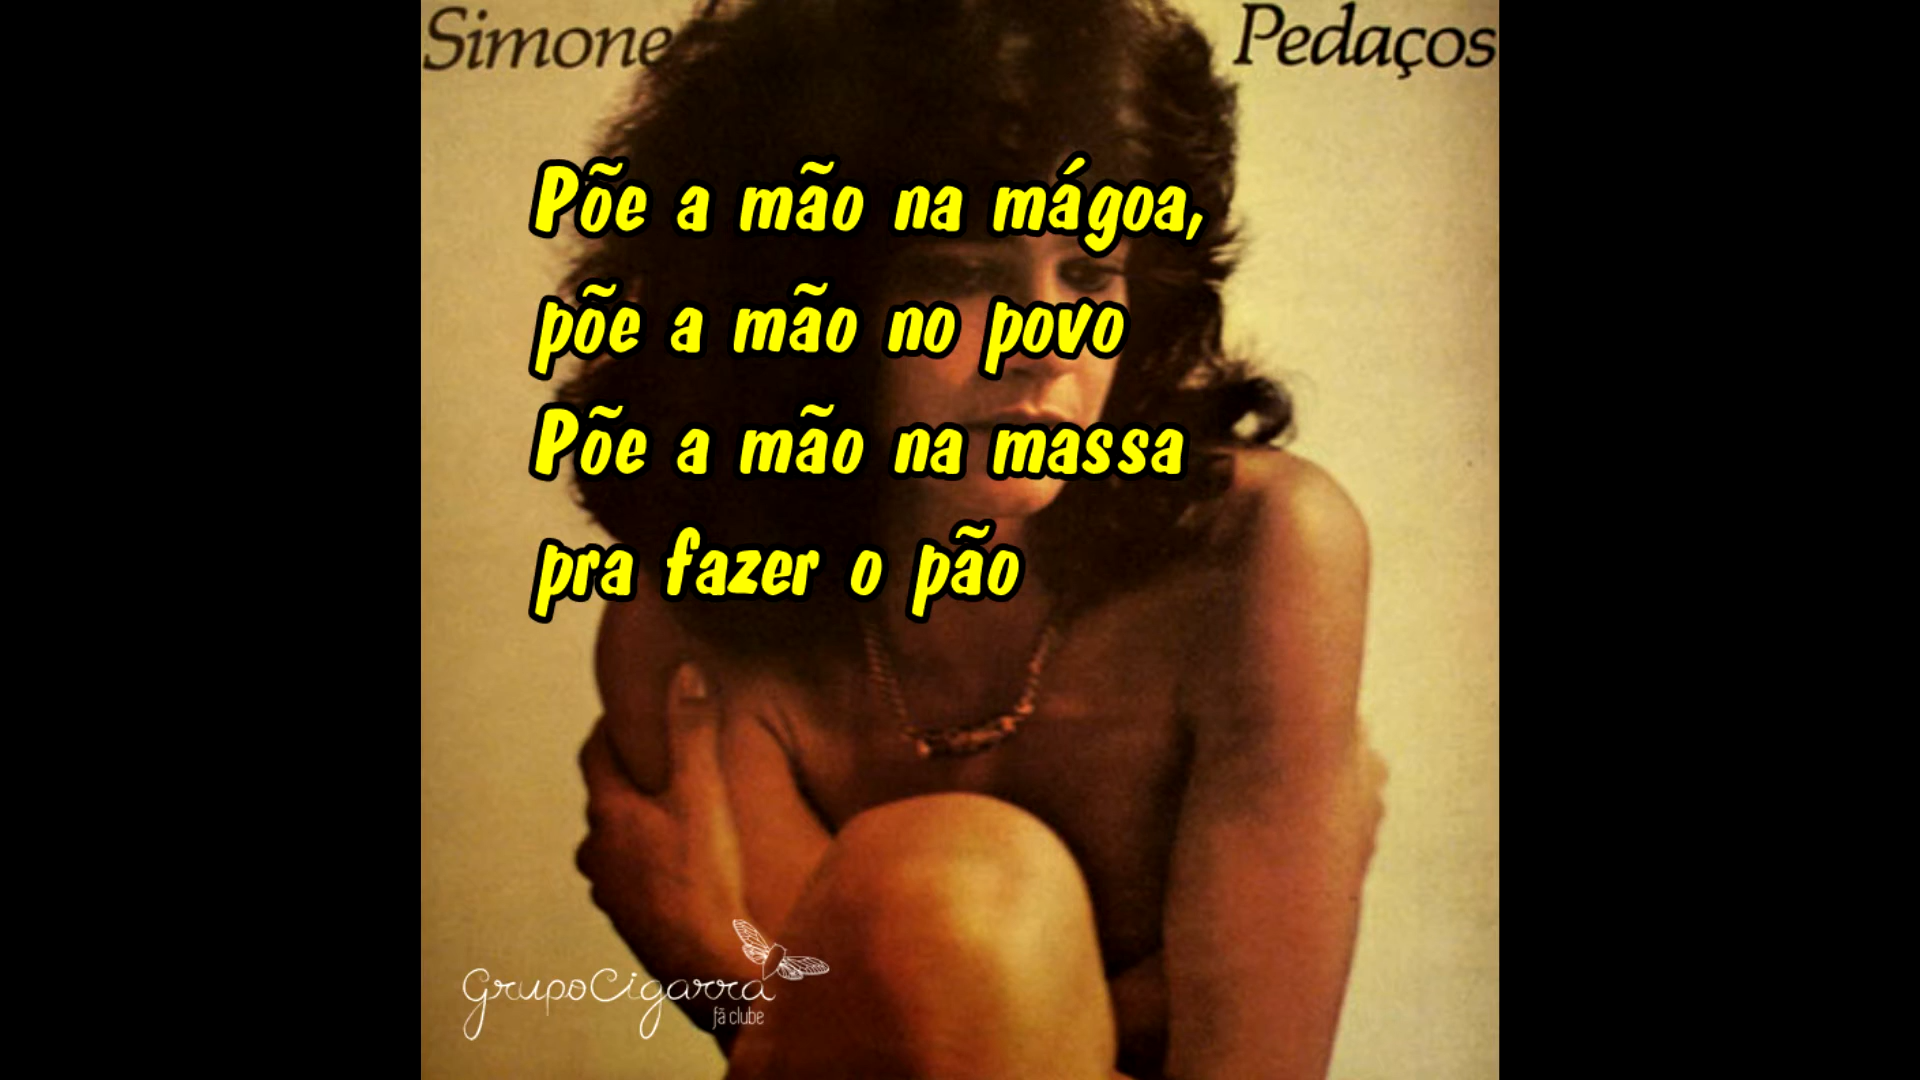 Simone
Pedaços
Põe a mão na mágoa,
põe a mão no povo
Põe a mão na massa
pra fazer o pão
GrupoCigarra
fã clube